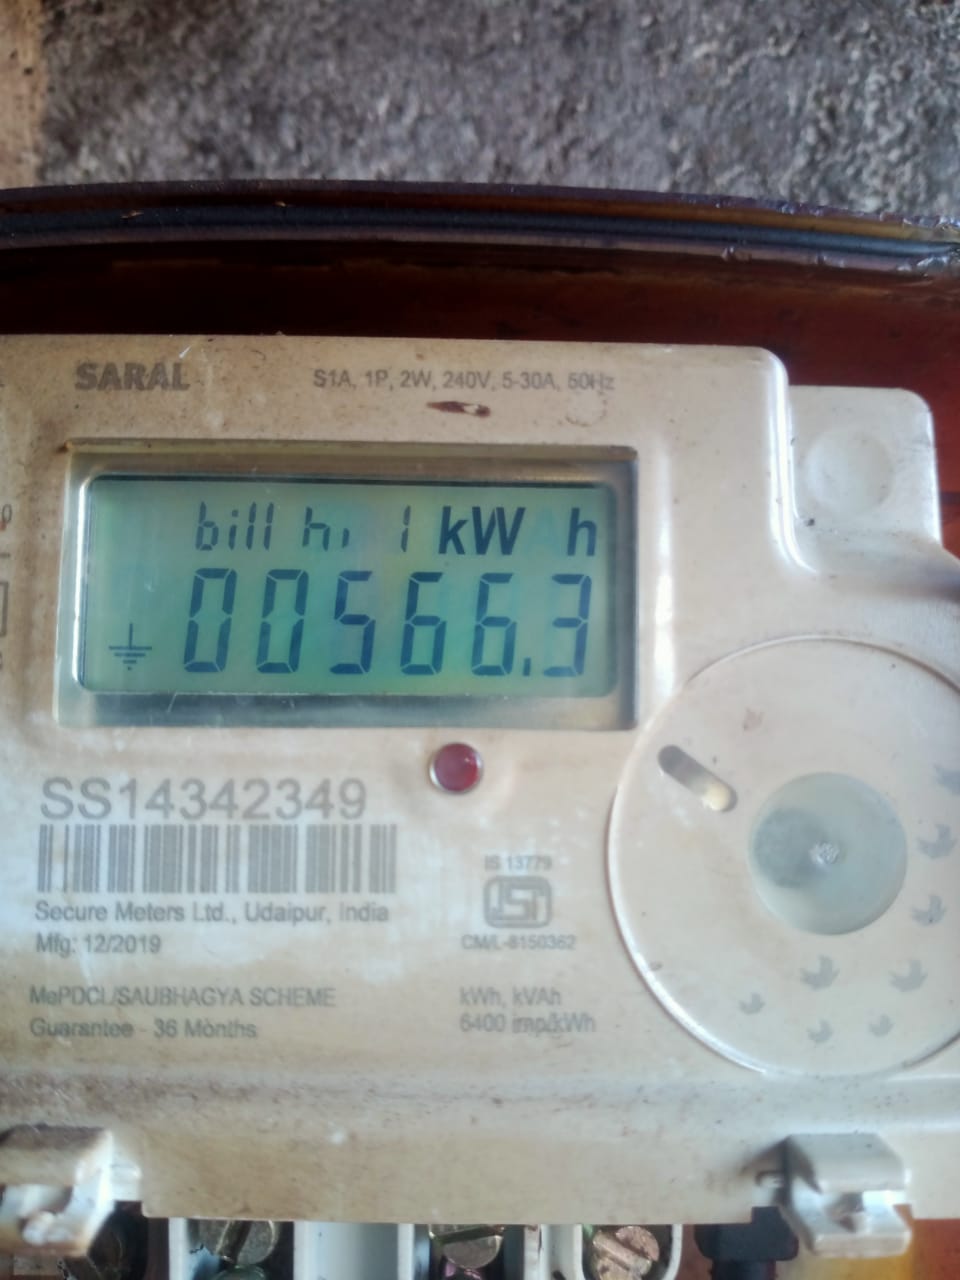 SARAL
S1A, 1P, 2W, 240V, 5-30A, 50Hz
bill hi 1 kW h
00566.3
SS14342349
Secure Meters Ltd., Udaipur, India
Mfg: 12/2019
IS 13779
ISI
CM/L-8150362
MePDCL/SAUBHAGYA SCHEME
Guarantee - 36 Months
kWh, kVAh
6400 imp/kWh